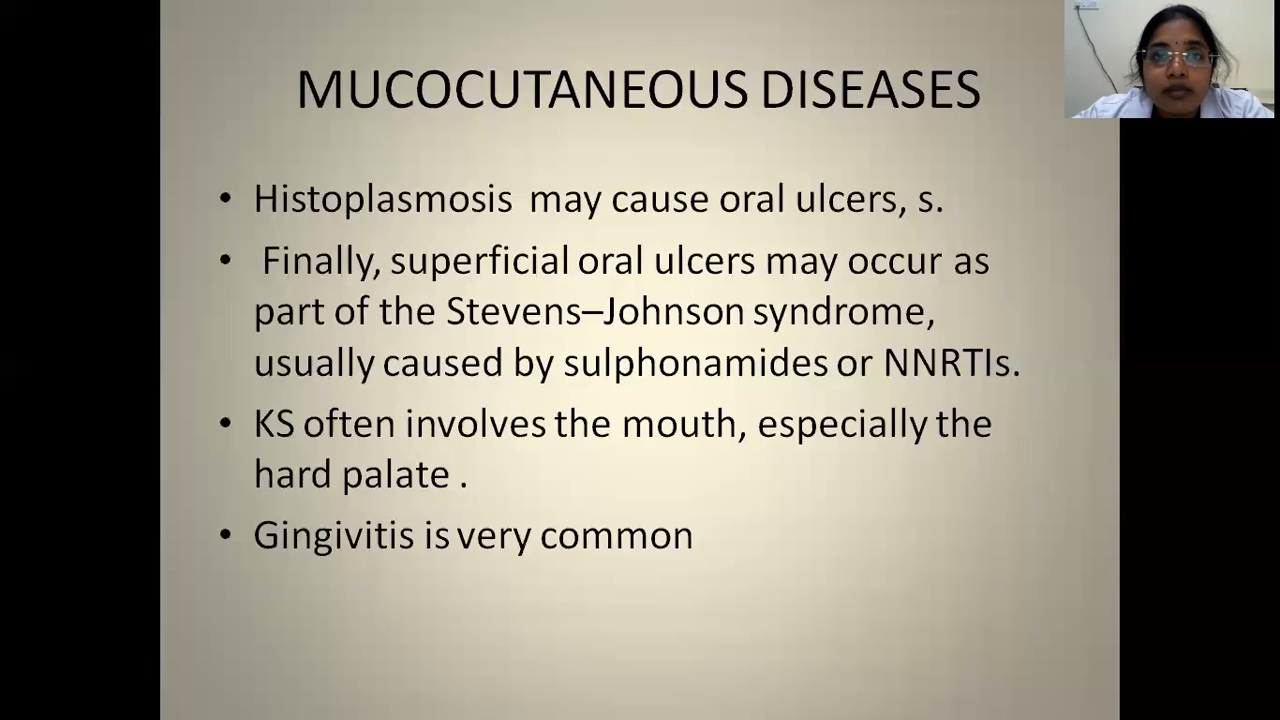 MUCOCUTANEOUS DISEASES
• Histoplasmosis may cause oral ulcers, s.
• Finally, superficial oral ulcers may occur as
part of the Stevens–Johnson syndrome,
usually caused by sulphonamides or NNRTIs.
• KS often involves the mouth, especially the
hard palate .
• Gingivitis is very common